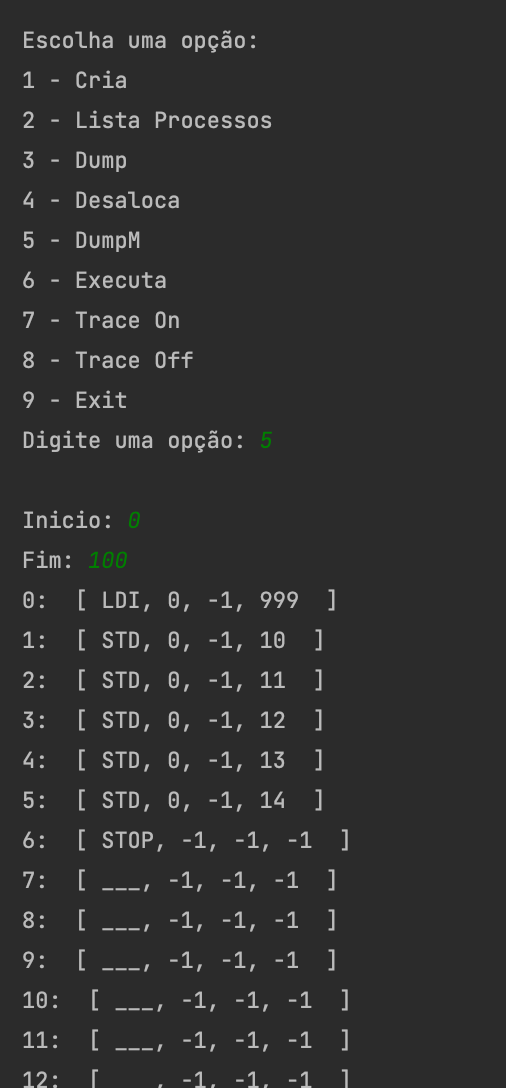 Escolha uma opção:
1 - Cria
2 - Lista Processos
3 - Dump
4 - Desaloca
5 - DumpM
6 - Executa
7 - Trace On
8 - Trace Off
9 - Exit
Digite uma opção: 5
Inicio: 0
Fim: 100
0:  [ LDI, 0, -1, 999  ]
1:  [ STD, 0, -1, 10  ]
2:  [ STD, 0, -1, 11  ]
3:  [ STD, 0, -1, 12  ]
4:  [ STD, 0, -1, 13  ]
5:  [ STD, 0, -1, 14  ]
6:  [ STOP, -1, -1, -1  ]
7:  [ ___, -1, -1, -1  ]
8:  [ ___, -1, -1, -1  ]
9:  [ ___, -1, -1, -1  ]
10:  [ ___, -1, -1, -1  ]
11:  [ ___, -1, -1, -1  ]
12:  [ ___, -1, -1, -1  ]